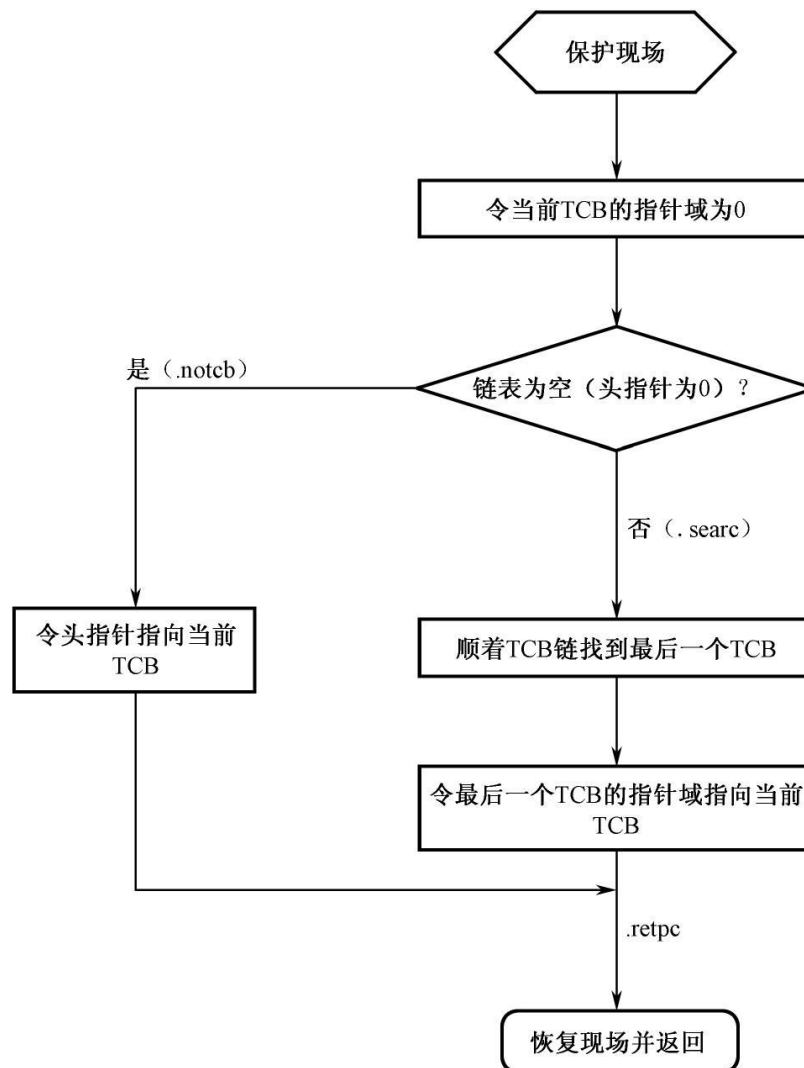 保护现场
令当前TCB的指针域为0
是（.notcb）
链表为空（头指针为0）？
否（. searc）
令头指针指向当前
TCB
顺着TCB链找到最后一个TCB
令最后一个TCB的指针域指向当前
TCB
.retpc
恢复现场并返回